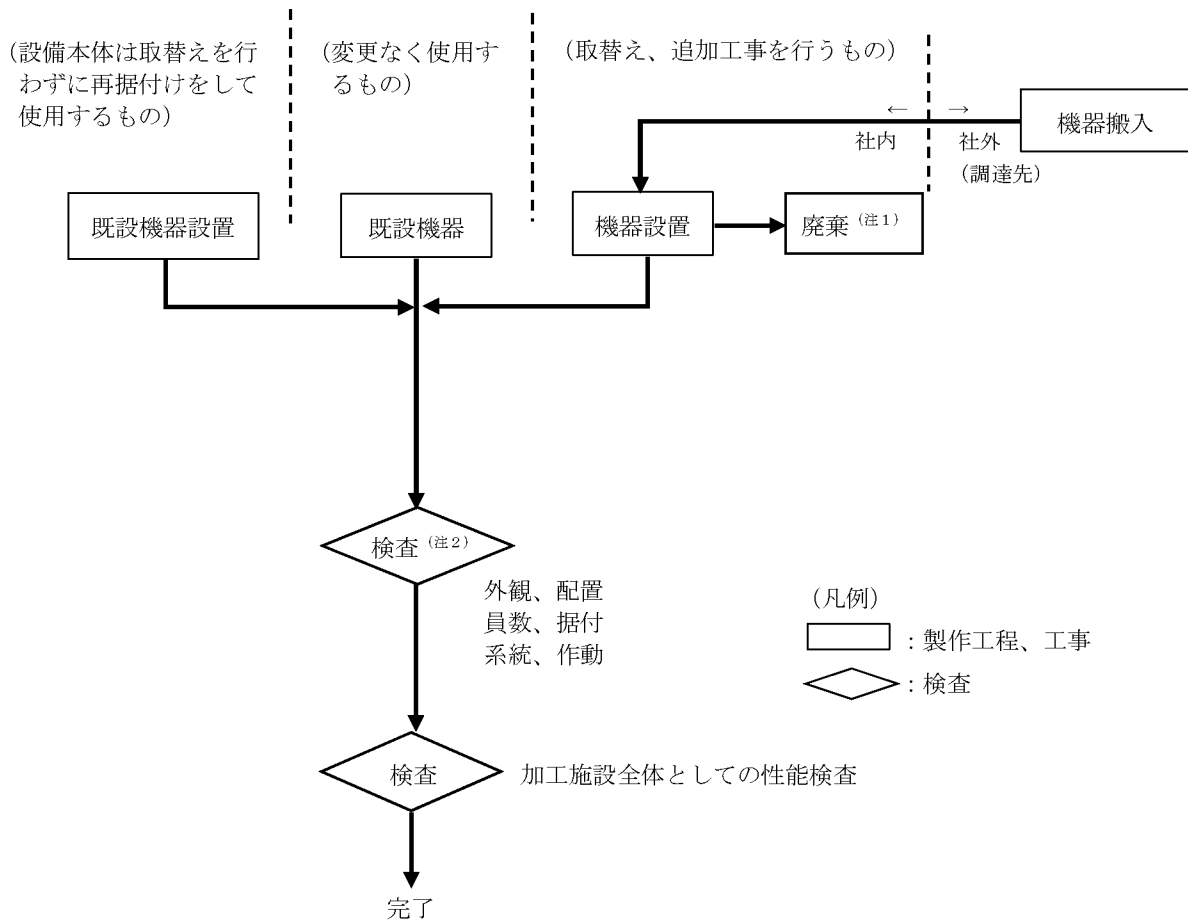 （設備本体は取替えを行
わずに再据付けをして
使用するもの）
（変更なく使用す
るもの）
（取替え、追加工事を行うもの）
← →
社内 社外
（調達先）
機器搬入
既設機器設置
既設機器
機器設置
廃棄（注１）
検査（注２）
外観、配置
員数、据付
系統、作動
（凡例）
：製作工程、工事
：検査
検査
加工施設全体としての性能検査
完了